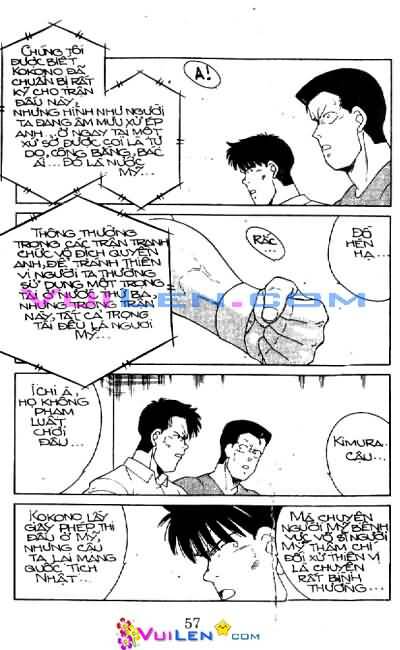 CHÚNG TÔI
ĐƯỢC BIẾT
KOKONO ĐÃ
CHUẨN BỊ RẤT
KỸ CHO TRẬN
ĐẤU NÀY,
NHƯNG HÌNH NHƯ NGƯỜI
TA ĐANG ÂM MƯU XỬ ÉP
ANH... Ở NGAY TẠI MỘT
XỨ SỞ ĐƯỢC COI LÀ TỰ
DO, CÔNG BẰNG, BÁC
ÁI... ĐÓ LÀ NƯỚC
MỸ...
A!
THÔNG THƯỜNG
TRONG CÁC TRẬN TRANH
CHỨC VÔ ĐỊCH QUYỀN
ANH, ĐỂ TRÁNH THIÊN
VỊ NGƯỜI TA THƯỜNG
SỬ DỤNG MỘT TRỌNG
TÀI Ở NƯỚC THỨ BA,
NHƯNG TRONG TRẬN
NÀY, TẤT CẢ TRỌNG
TÀI ĐỀU LÀ NGƯỜI
MỸ...
RẮC
ĐỒ
HÈN
HẠ...
VUILEN.COM
ICHI À,
HỌ KHÔNG
PHẠM
LUẬT
CHƠI
ĐÂU...
KIMURA
CẬU...
KOKONO LẤY
GIẤY PHÉP THI
ĐẤU Ở MỸ,
NHƯNG CẬU
TA LẠI MANG
QUỐC TỊCH
NHẬT...
MÀ CHUYỆN
NGƯỜI MỸ BÊNH
VỰC VÕ SĨ NGƯỜI
MỸ THẬM CHÍ
ĐỐI XỬ THIÊN VỊ
LÀ CHUYỆN
RẤT BÌNH
THƯỜNG...
57
VUILEN.COM